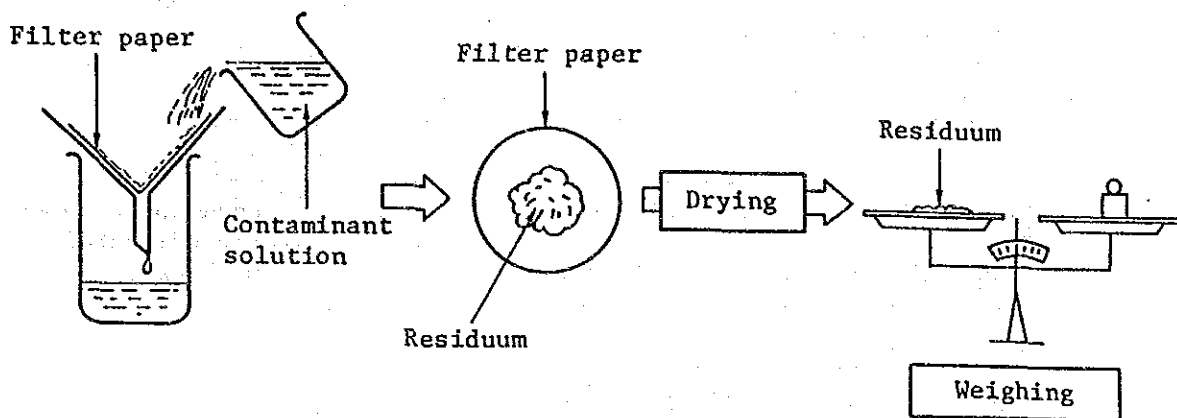 Filter paper
Contaminant
solution
Filter paper
Residuum
Drying
Residuum
Weighing